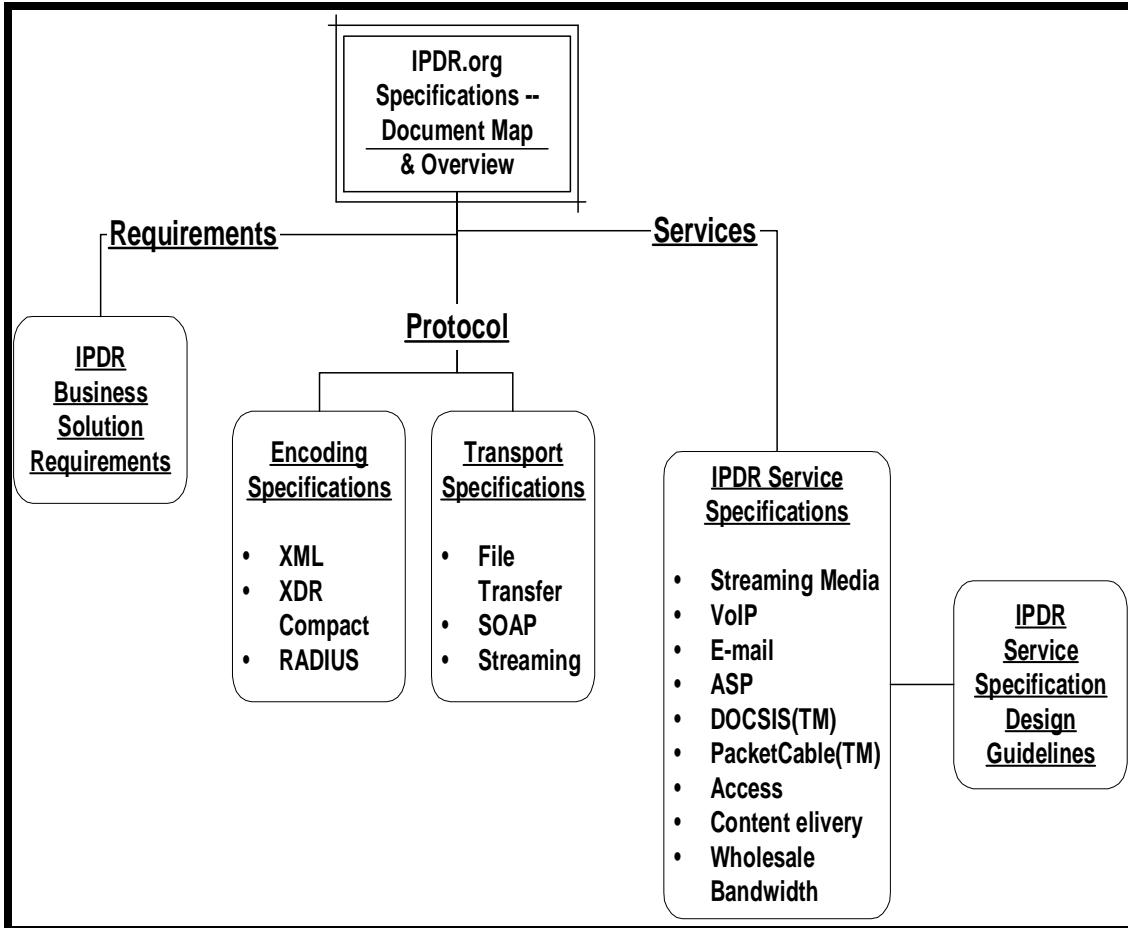 IPDR.org
Specifications --
Document Map
& Overview
Requirements
Services
Protocol
IPDR
Business
Solution
Requirements
Encoding
Specifications
• XML
• XDR
Compact
• RADIUS
Transport
Specifications
• File
Transfer
• SOAP
• Streaming
IPDR Service
Specifications
• Streaming Media
• VoIP
• E-mail
• ASP
• DOCSIS(TM)
• PacketCable(TM)
• Access
• Content elivery
• Wholesale
Bandwidth
IPDR
Service
Specification
Design
Guidelines